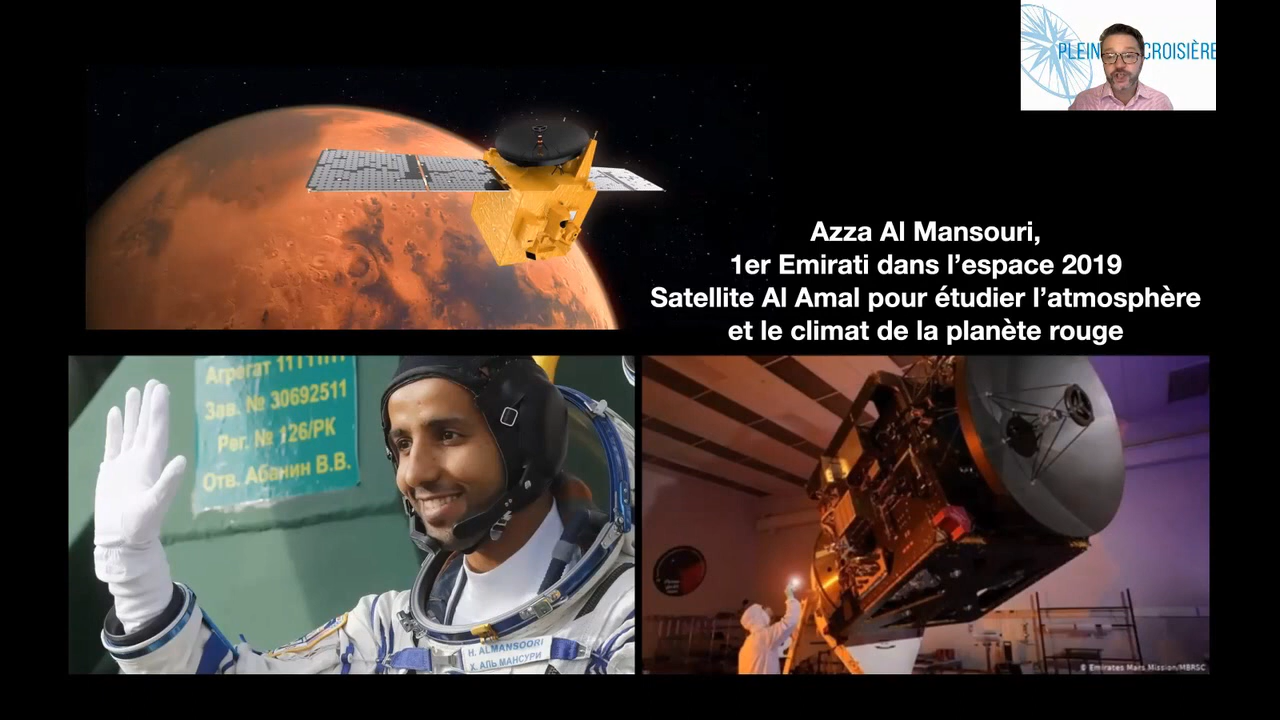 PLEIN CROISIÈRE
Azza Al Mansouri,
1er Emirati dans l’espace 2019
Satellite Al Amal pour étudier l’atmosphère
et le climat de la planète rouge
Агрегат
Зав. № 30692511
Рег. № 126/РК
Отв. Абанин В.В.
H. ALMANSOORI
Х. АЛЬ МАНСУРИ
© Emirates Mars Mission/MBRSC